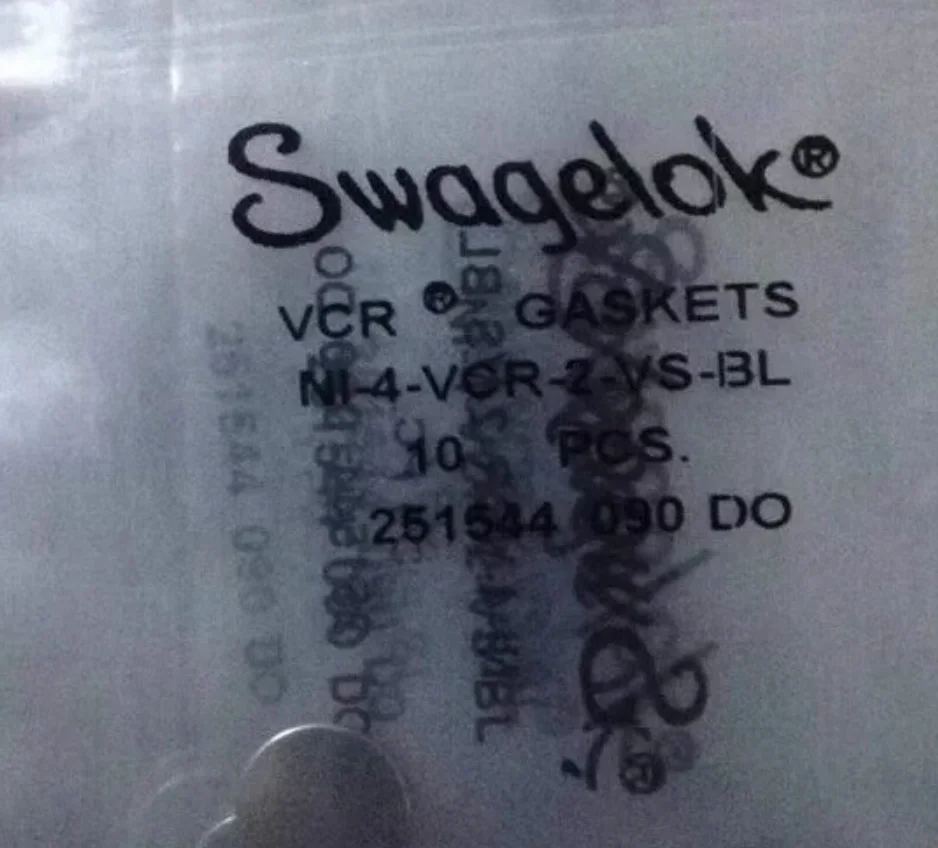 Swagelok®
VCR® GASKETS
NI-4-VCR-2-VS-BL
10 PCS.
251544 090 DO